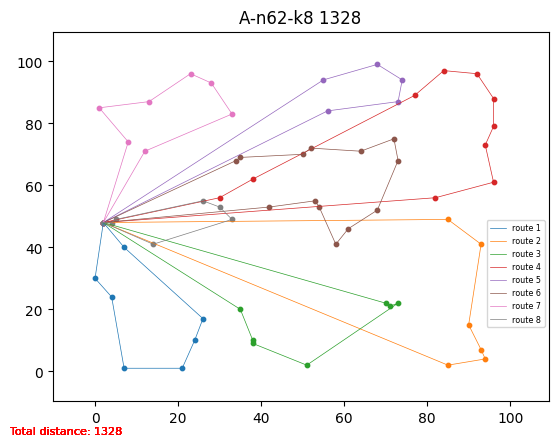 A-n62-k8 1328
100
80
60
40
20
0
0 20 40 60 80 100
route 1
route 2
route 3
route 4
route 5
route 6
route 7
route 8
Total distance: 1328